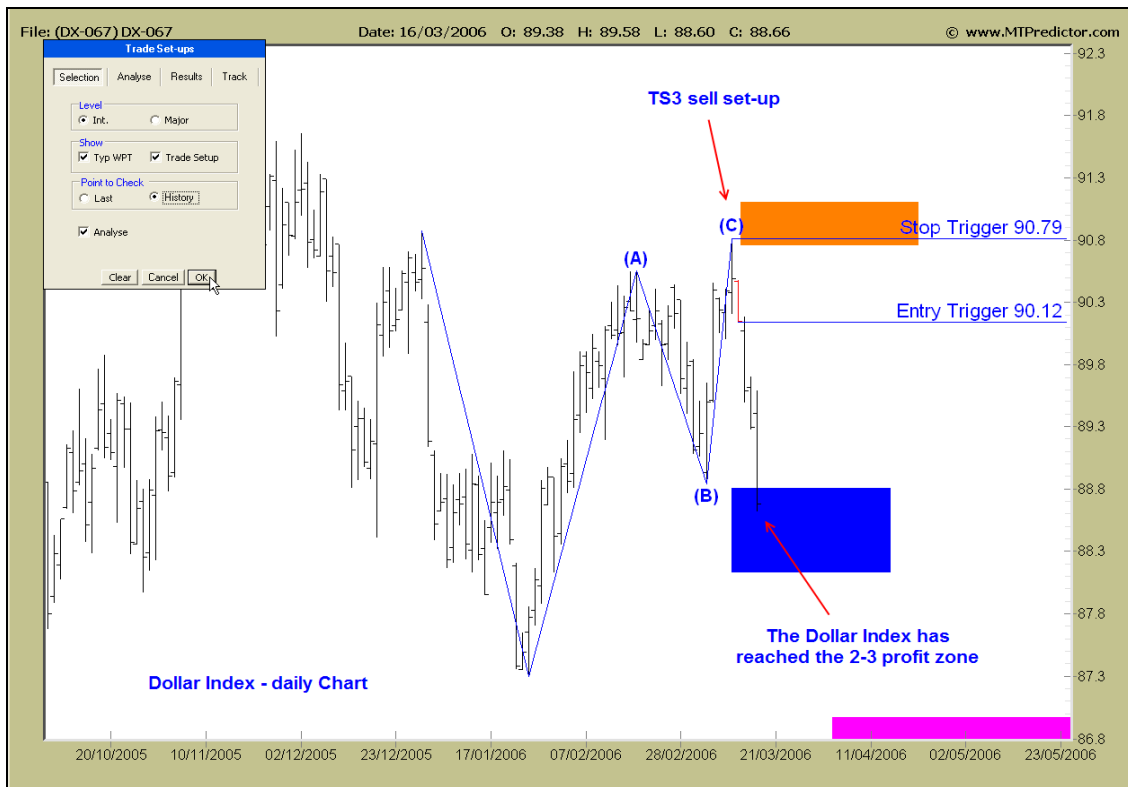 File: (DX-067) DX-067 Date: 16/03/2006 O: 89.38 H: 89.58 L: 88.60 C: 88.66 © www.MTPredictor.com
Trade Set-ups
Selection Analyse Results Track
Level
Int. Major
Show
Typ WPT Trade Setup
Point to Check
Last History
Analyse
Clear Cancel OK
TS3 sell set-up
(C)
Stop Trigger 90.79
(A)
Entry Trigger 90.12
(B)
The Dollar Index has
reached the 2-3 profit zone
Dollar Index - daily Chart
92.3
91.8
91.3
90.8
90.3
89.8
89.3
88.8
88.3
87.8
87.3
86.8
20/10/2005 10/11/2005 02/12/2005 23/12/2005 17/01/2006 07/02/2006 28/02/2006 21/03/2006 11/04/2006 02/05/2006 23/05/2006